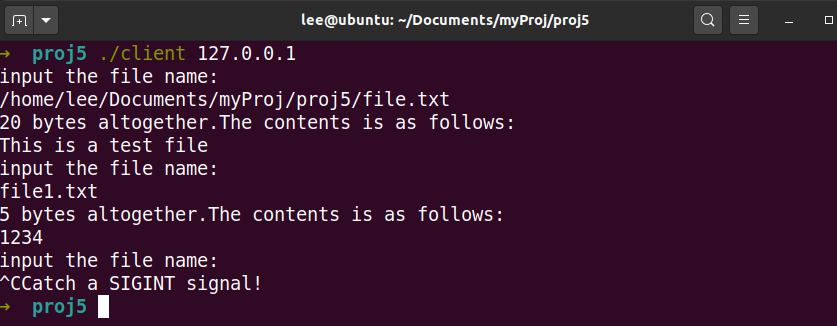 lee@ubuntu: ~/Documents/myProj/proj5
→ proj5 ./client 127.0.0.1
input the file name:
/home/lee/Documents/myProj/proj5/file.txt
20 bytes altogether.The contents is as follows:
This is a test file
input the file name:
file1.txt
5 bytes altogether.The contents is as follows:
1234
input the file name:
^CCatch a SIGINT signal!
→ proj5